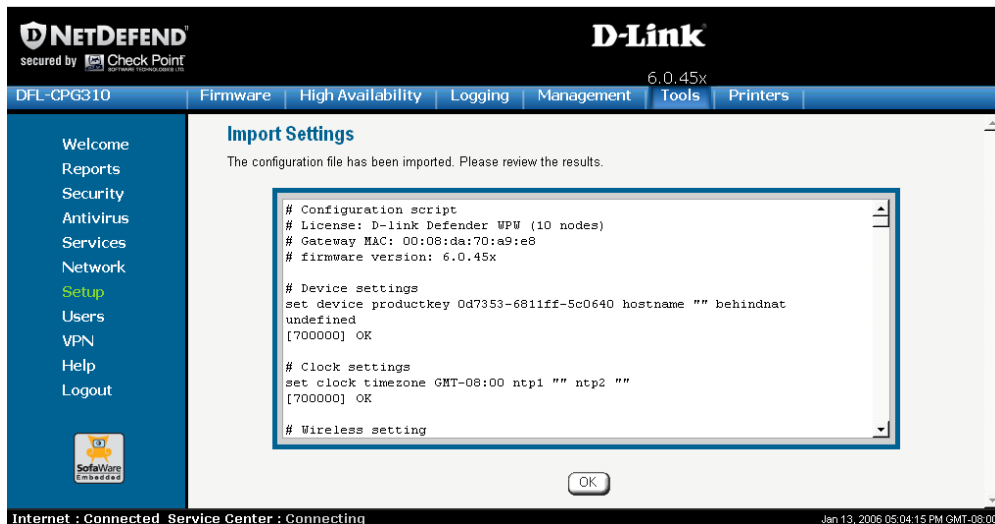 NETDEFEND
secured by Check Point
SOFTWARE TECHNOLOGIES LTD.
D-Link
6.0.45x
DFL-CPG310
Firmware
High Availability
Logging
Management
Tools
Printers
Welcome
Reports
Security
Antivirus
Services
Network
Setup
Users
VPN
Help
Logout
SofaWare
Embedded
Import Settings
The configuration file has been imported. Please review the results.
# Configuration script
# License: D-link Defender WPW (10 nodes)
# Gateway MAC: 00:08:da:70:a9:e8
# firmware version: 6.0.45x
# Device settings
set device productkey 0d7353-6811ff-5c0640 hostname "" behindnat
undefined
[700000] OK
# Clock settings
set clock timezone GMT-08:00 ntp1 "" ntp2 ""
[700000] OK
# Wireless setting
OK
Internet : Connected Service Center : Connecting
Jan 13, 2006 05:04:15 PM GMT-08:00